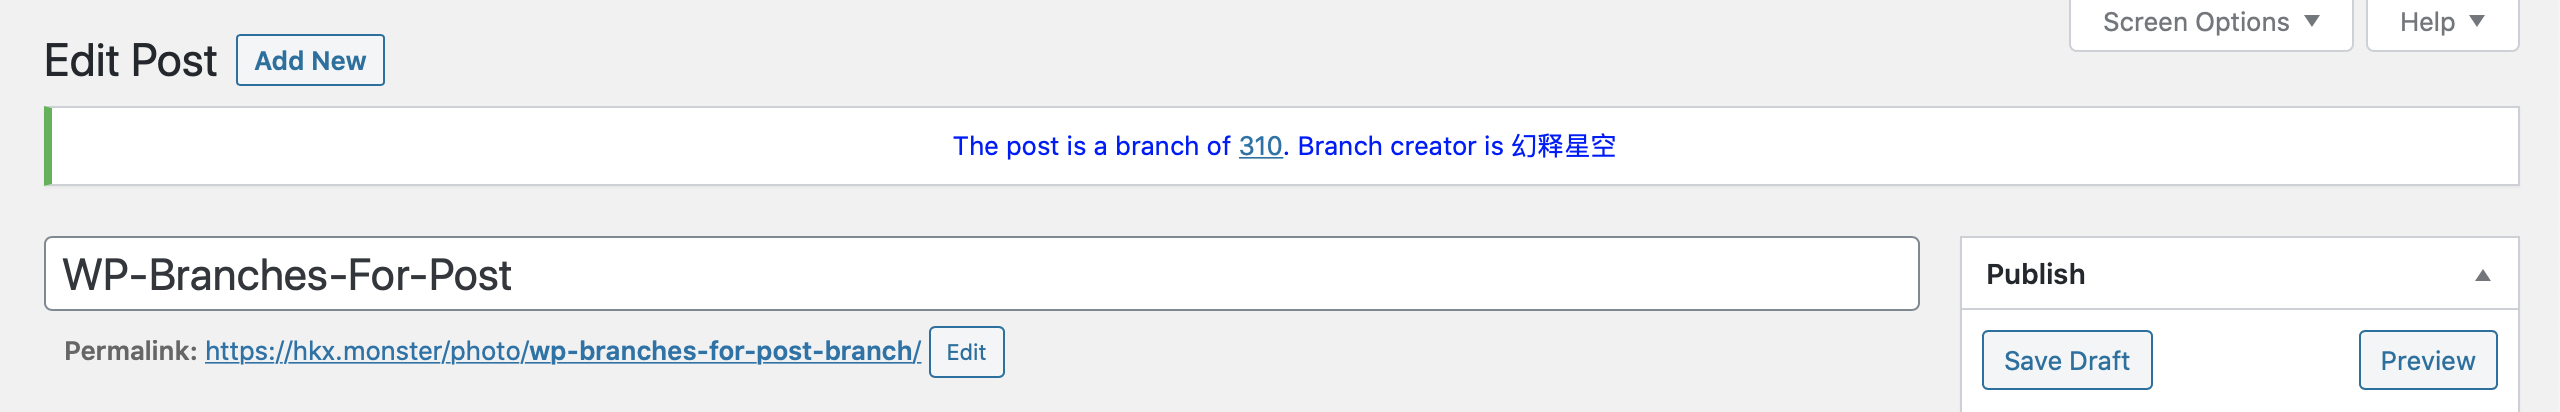 Screen Options ▼
Help ▼
Edit Post
Add New
The post is a branch of 310. Branch creator is 幻释星空
WP-Branches-For-Post
Publish ▲
Permalink: https://hkx.monster/photo/wp-branches-for-post-branch/ Edit
Save Draft
Preview